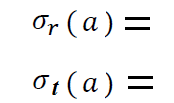 σᵣ(a) =
σₜ(a) =